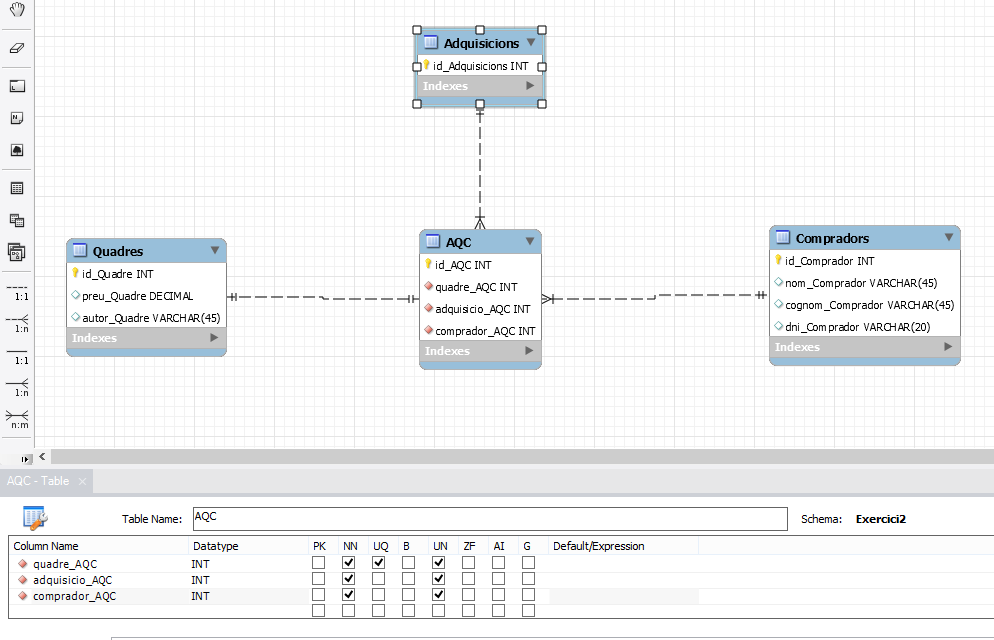 Adquisicions
id_Adquisicions INT
Indexes
Quadres
id_Quadre INT
preu_Quadre DECIMAL
autor_Quadre VARCHAR(45)
Indexes
AQC
id_AQC INT
quadre_AQC INT
adquisicio_AQC INT
comprador_AQC INT
Indexes
Compradors
id_Comprador INT
nom_Comprador VARCHAR(45)
cognom_Comprador VARCHAR(45)
dni_Comprador VARCHAR(20)
Indexes
1:1
1:n
1:1
1:n
n:m
AQC - Table
Table Name: AQC Schema: Exercici2
Column Name Datatype PK NN UQ B UN ZF AI G Default/Expression
quadre_AQC INT
adquisicio_AQC INT
comprador_AQC INT